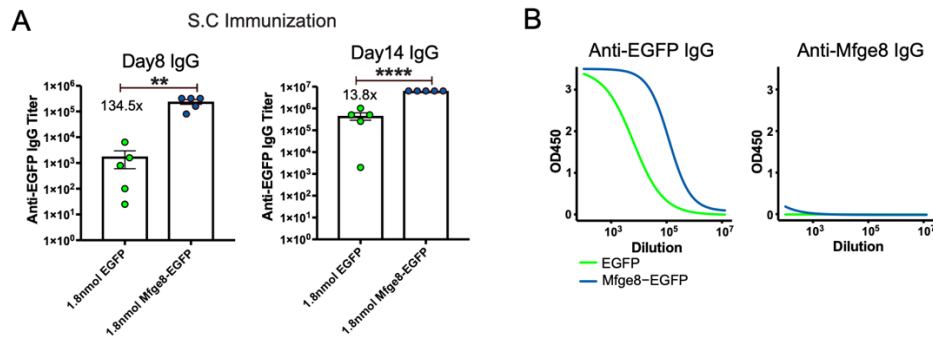 A
S.C Immunization
Day8 IgG
**
134.5x
Anti-EGFP IgG Titer
1×10⁶
1×10⁵
1×10⁴
1×10³
1×10²
1×10¹
1×10⁰
1.8nmol EGFP
1.8nmol Mfge8-EGFP
Day14 IgG
****
13.8x
Anti-EGFP IgG Titer
1×10⁷
1×10⁶
1×10⁵
1×10⁴
1×10³
1×10²
1×10¹
1×10⁰
1.8nmol EGFP
1.8nmol Mfge8-EGFP
B
Anti-EGFP IgG
OD450
3
2
1
0
10³
10⁵
10⁷
Dilution
Anti-Mfge8 IgG
OD450
3
2
1
0
10³
10⁵
10⁷
Dilution
EGFP
Mfge8−EGFP